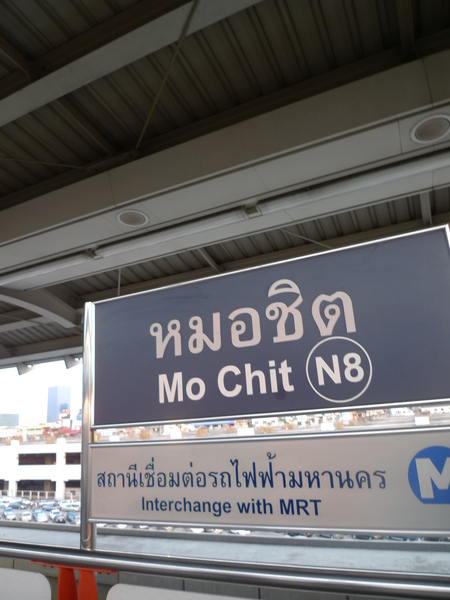 หมอชิต
Mo Chit N8
สถานีเชื่อมต่อรถไฟฟ้ามหานคร
Interchange with MRT
M